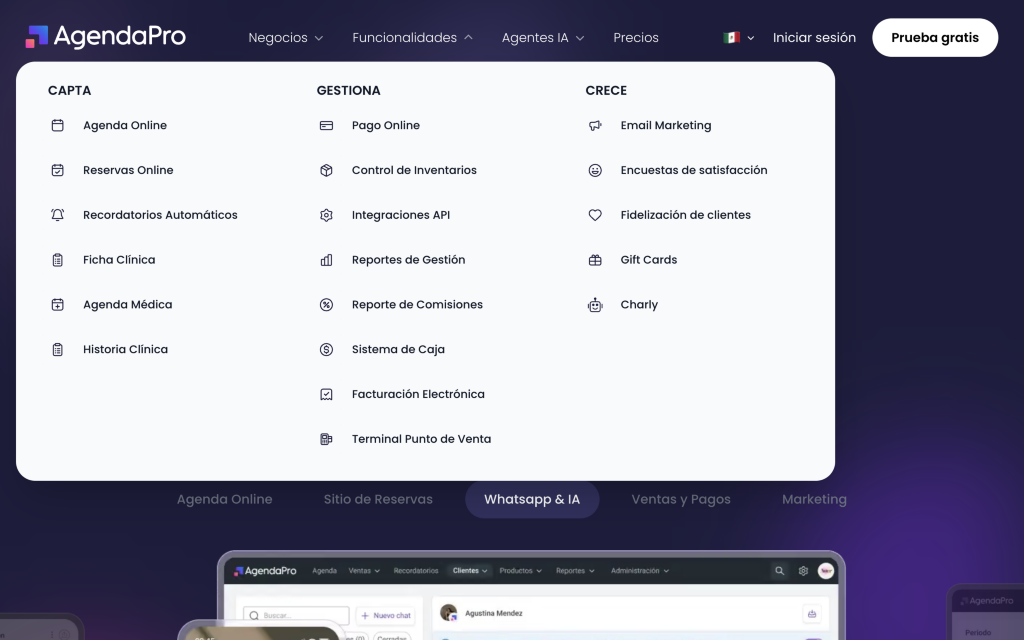 AgendaPro
Negocios
Funcionalidades
Agentes IA
Precios
Iniciar sesión
Prueba gratis
CAPTA
Agenda Online
Reservas Online
Recordatorios Automáticos
Ficha Clínica
Agenda Médica
Historia Clínica
GESTIONA
Pago Online
Control de Inventarios
Integraciones API
Reportes de Gestión
Reporte de Comisiones
Sistema de Caja
Facturación Electrónica
Terminal Punto de Venta
CRECE
Email Marketing
Encuestas de satisfacción
Fidelización de clientes
Gift Cards
Charly
Agenda Online
Sitio de Reservas
Whatsapp & IA
Ventas y Pagos
Marketing
AgendaPro
Agenda
Ventas
Recordatorios
Clientes
Productos
Reportes
Administración
Buscar...
+ Nuevo chat
Agustina Mendez
Cerradas
AgendaPro
Periodo